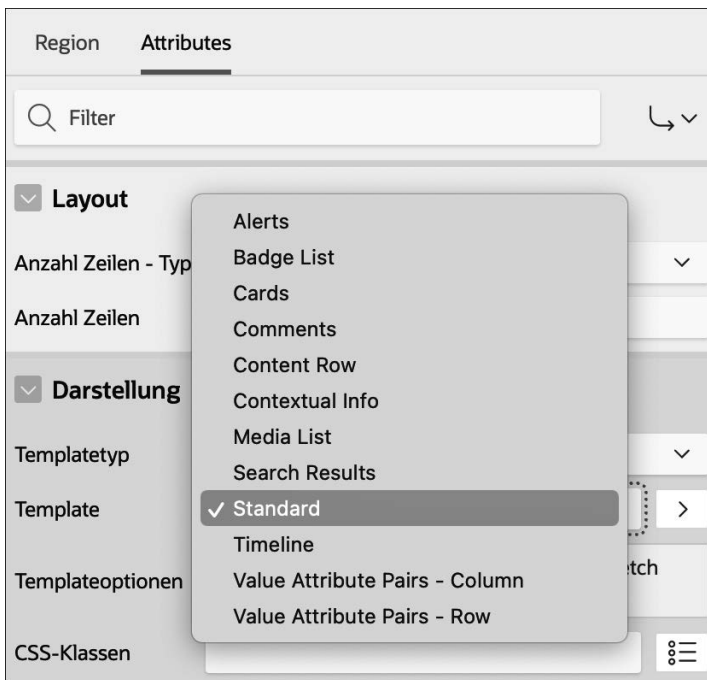 Region Attributes
Filter
Layout
Anzahl Zeilen - Typ
Anzahl Zeilen
Darstellung
Templatetyp
Template
Templateoptionen
CSS-Klassen
Alerts
Badge List
Cards
Comments
Content Row
Contextual Info
Media List
Search Results
Standard
Timeline
Value Attribute Pairs - Column
Value Attribute Pairs - Row